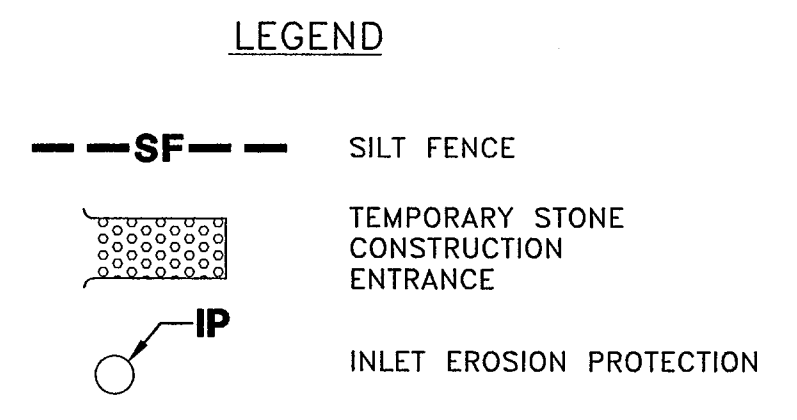 LEGEND
SF SILT FENCE
TEMPORARY STONE
CONSTRUCTION
ENTRANCE
IP
INLET EROSION PROTECTION